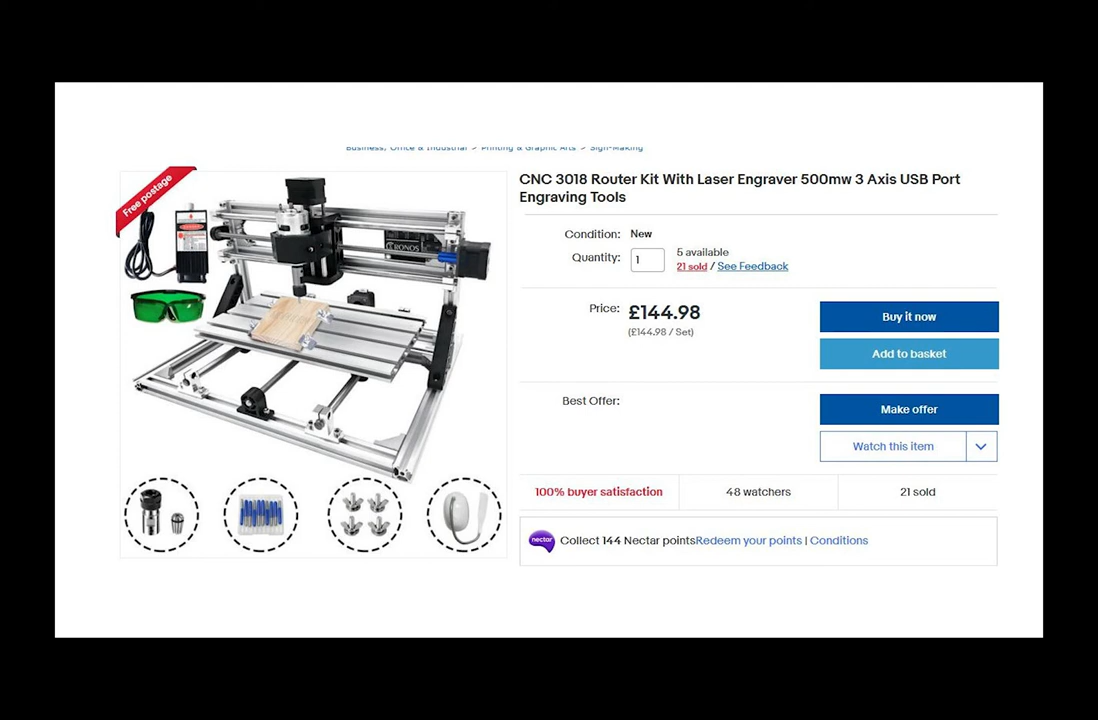 Business, Office & Industrial > Printing & Graphic Arts > Sign-Making
Free postage
CNC 3018 Router Kit With Laser Engraver 500mw 3 Axis USB Port
Engraving Tools
Condition: New
Quantity: 1
5 available
21 sold / See Feedback
Price: £144.98
(£144.98 / Set)
Buy it now
Add to basket
Best Offer:
Make offer
Watch this item
100% buyer satisfaction
48 watchers
21 sold
nectar
Collect 144 Nectar pointsRedeem your points | Conditions